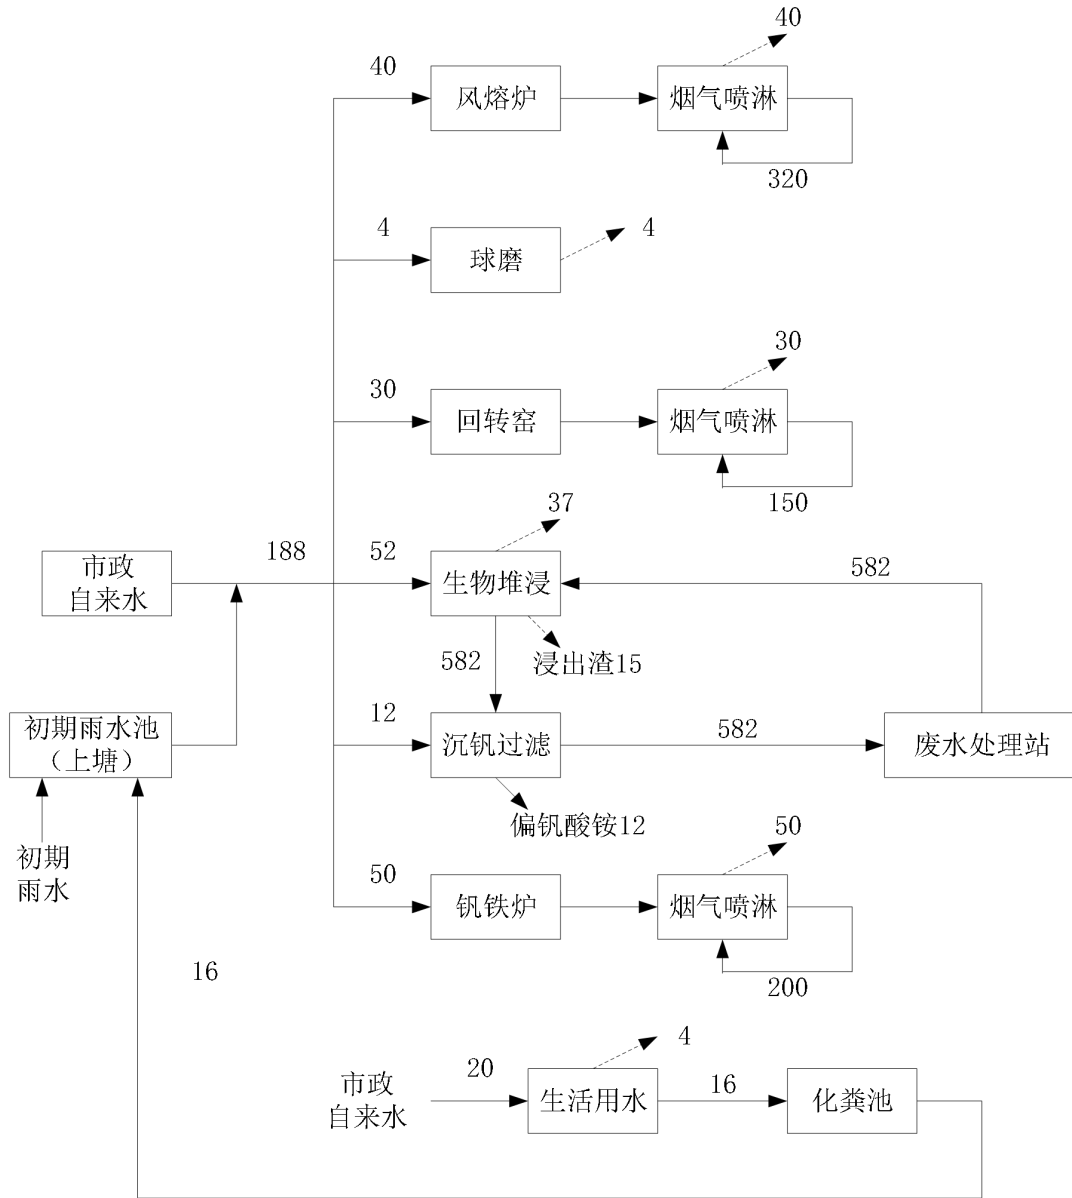 40
40
风熔炉
烟气喷淋
320
4
4
球磨
30
30
回转窑
烟气喷淋
150
37
市政
自来水
188
52
生物堆浸
582
582
浸出渣15
初期雨水池
（上塘）
12
沉钒过滤
582
废水处理站
偏钒酸铵12
初期
雨水
50
50
钒铁炉
烟气喷淋
200
16
市政
自来水
20
4
生活用水
16
化粪池